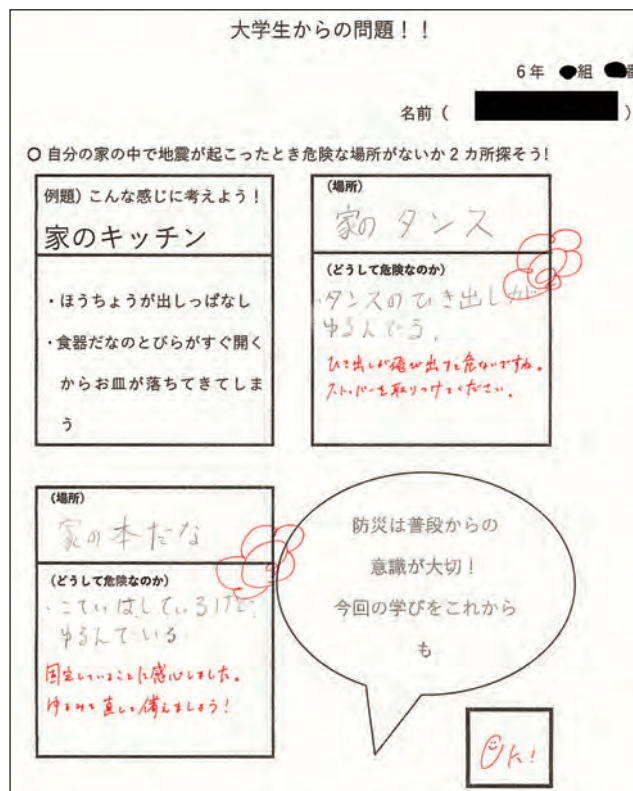 大学生からの問題！！
6年 組 番
名前（ ）
○ 自分の家の中で地震が起こったとき危険な場所がないか2カ所探そう!
例題）こんな感じに考えよう！
家のキッチン
・ほうちょうが出しっぱなし
・食器だなのとびらがすぐ開く
からお皿が落ちてきてしま
う
（場所）
家のタンス
（どうして危険なのか）
・タンスのひき出しが
ゆるんでいる。
ひき出しが飛び出すと危ないですね。
ストッパーを取りつけてください。
（場所）
家の本だな
（どうして危険なのか）
・こていはしているけど、
ゆるんでいる
固定していることに感心しました。
ゆるみを直して備えましょう！
防災は普段からの
意識が大切！
今回の学びをこれから
も
OK!